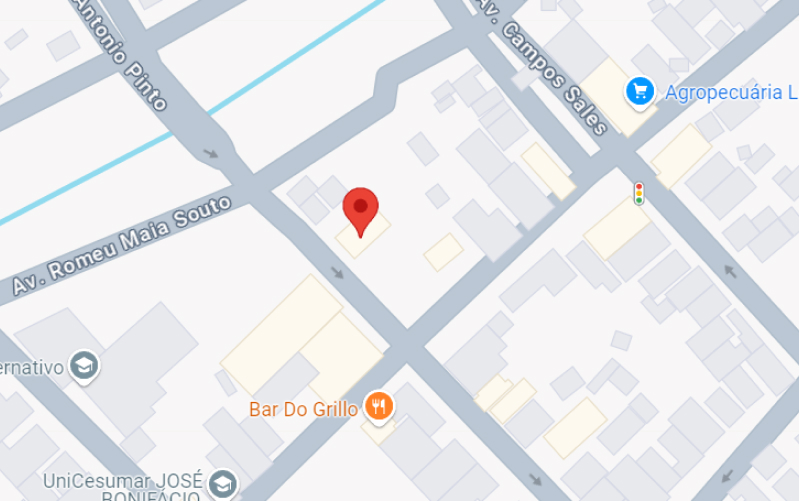 Antonio Pinto
Av. Campos Sales
Agropecuária L
Av. Romeu Maia Souto
ernativo
Bar Do Grillo
UniCesumar JOSÉ
BONIFÁCIO